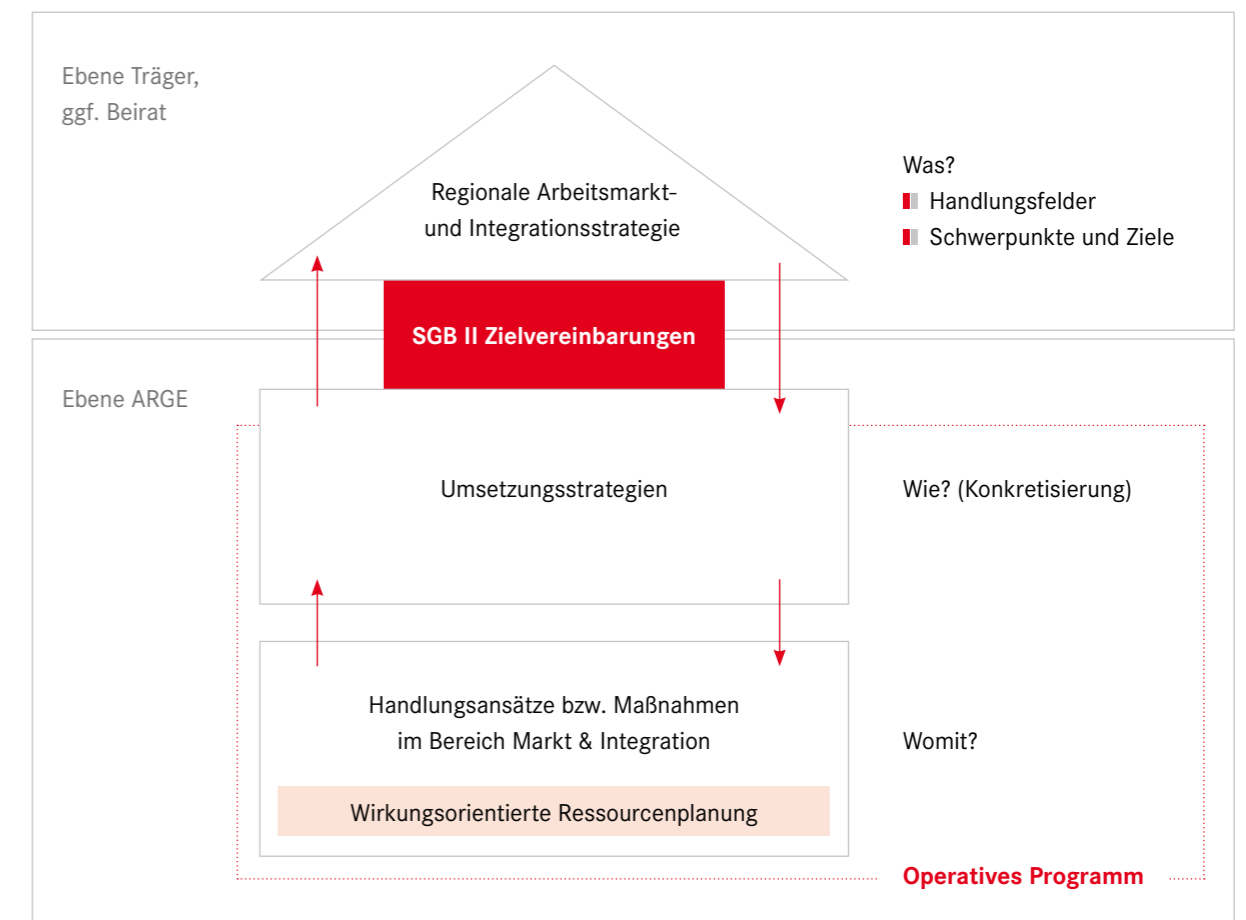 Ebene Träger,
ggf. Beirat
Regionale Arbeitsmarkt-
und Integrationsstrategie
Was?
Handlungsfelder
Schwerpunkte und Ziele
SGB II Zielvereinbarungen
Ebene ARGE
Umsetzungsstrategien
Wie? (Konkretisierung)
Handlungsansätze bzw. Maßnahmen
im Bereich Markt & Integration
Womit?
Wirkungsorientierte Ressourcenplanung
Operatives Programm